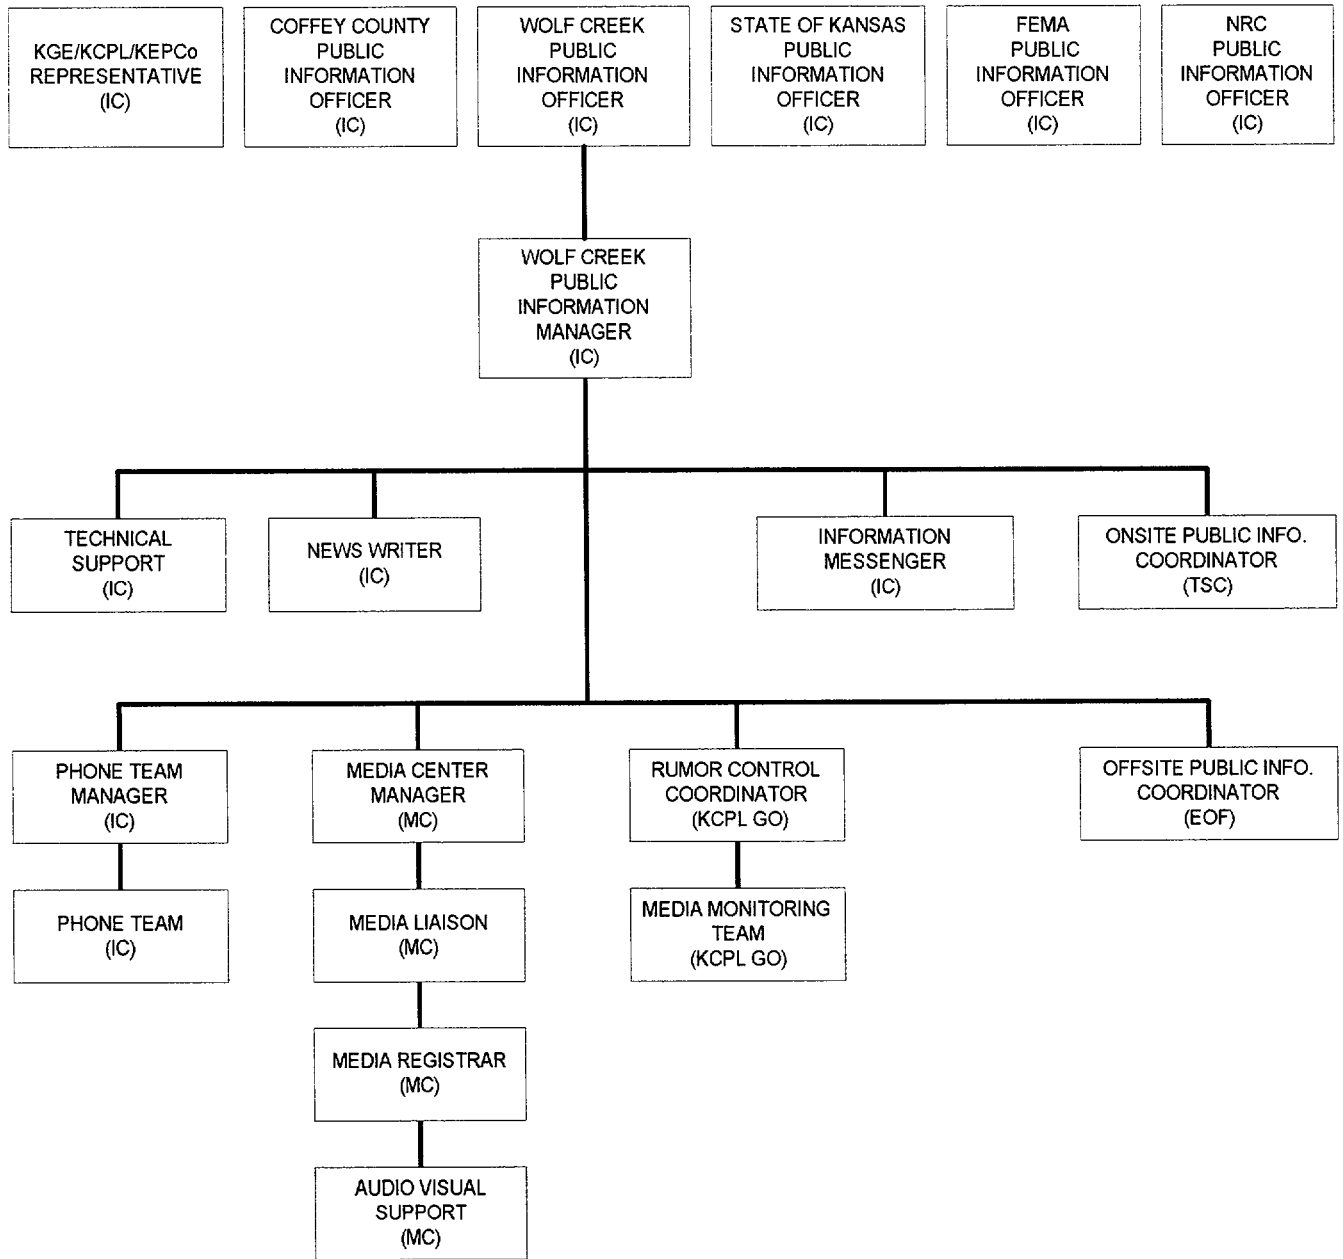 KGE/KCPL/KEPCo
REPRESENTATIVE
(IC)
COFFEY COUNTY
PUBLIC
INFORMATION
OFFICER
(IC)
WOLF CREEK
PUBLIC
INFORMATION
OFFICER
(IC)
STATE OF KANSAS
PUBLIC
INFORMATION
OFFICER
(IC)
FEMA
PUBLIC
INFORMATION
OFFICER
(IC)
NRC
PUBLIC
INFORMATION
OFFICER
(IC)
WOLF CREEK
PUBLIC
INFORMATION
MANAGER
(IC)
TECHNICAL
SUPPORT
(IC)
NEWS WRITER
(IC)
INFORMATION
MESSENGER
(IC)
ONSITE PUBLIC INFO.
COORDINATOR
(TSC)
PHONE TEAM
MANAGER
(IC)
MEDIA CENTER
MANAGER
(MC)
RUMOR CONTROL
COORDINATOR
(KCPL GO)
OFFSITE PUBLIC INFO.
COORDINATOR
(EOF)
PHONE TEAM
(IC)
MEDIA LIAISON
(MC)
MEDIA MONITORING
TEAM
(KCPL GO)
MEDIA REGISTRAR
(MC)
AUDIO VISUAL
SUPPORT
(MC)